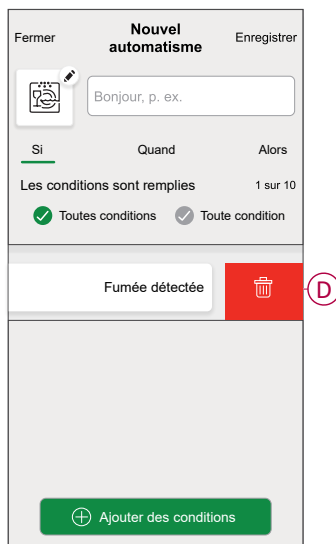 Fermer
Nouvel
automatisme
Enregistrer
Bonjour, p. ex.
Si
Quand
Alors
Les conditions sont remplies
1 sur 10
Toutes conditions
Toute condition
Fumée détectée
D
Ajouter des conditions